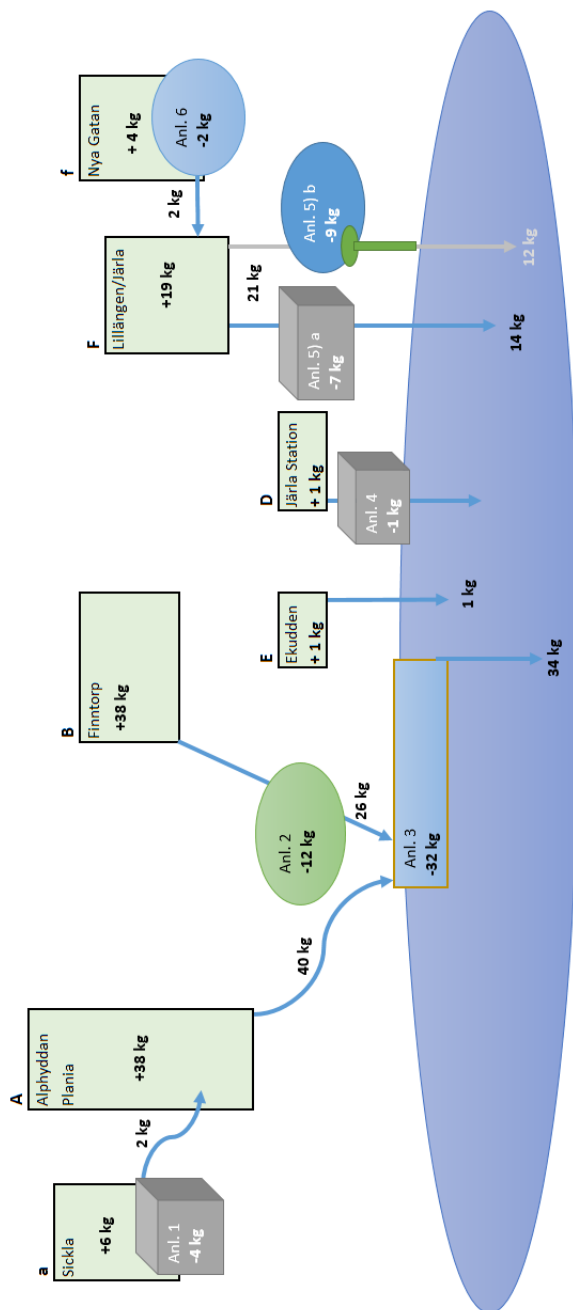 a
Sickla
+6 kg
Anl. 1
-4 kg
2 kg
A
Alphyddan
Plania
+38 kg
40 kg
B
Finntorp
+38 kg
Anl. 2
-12 kg
26 kg
Anl. 3
-32 kg
34 kg
E
Ekudden
+ 1 kg
1 kg
D
Järla Station
+ 1 kg
Anl. 4
-1 kg
F
Lillängen/Järla
+19 kg
21 kg
Anl. 5) a
-7 kg
14 kg
Anl. 5) b
-9 kg
12 kg
f
Nya Gatan
+ 4 kg
Anl. 6
-2 kg
2 kg